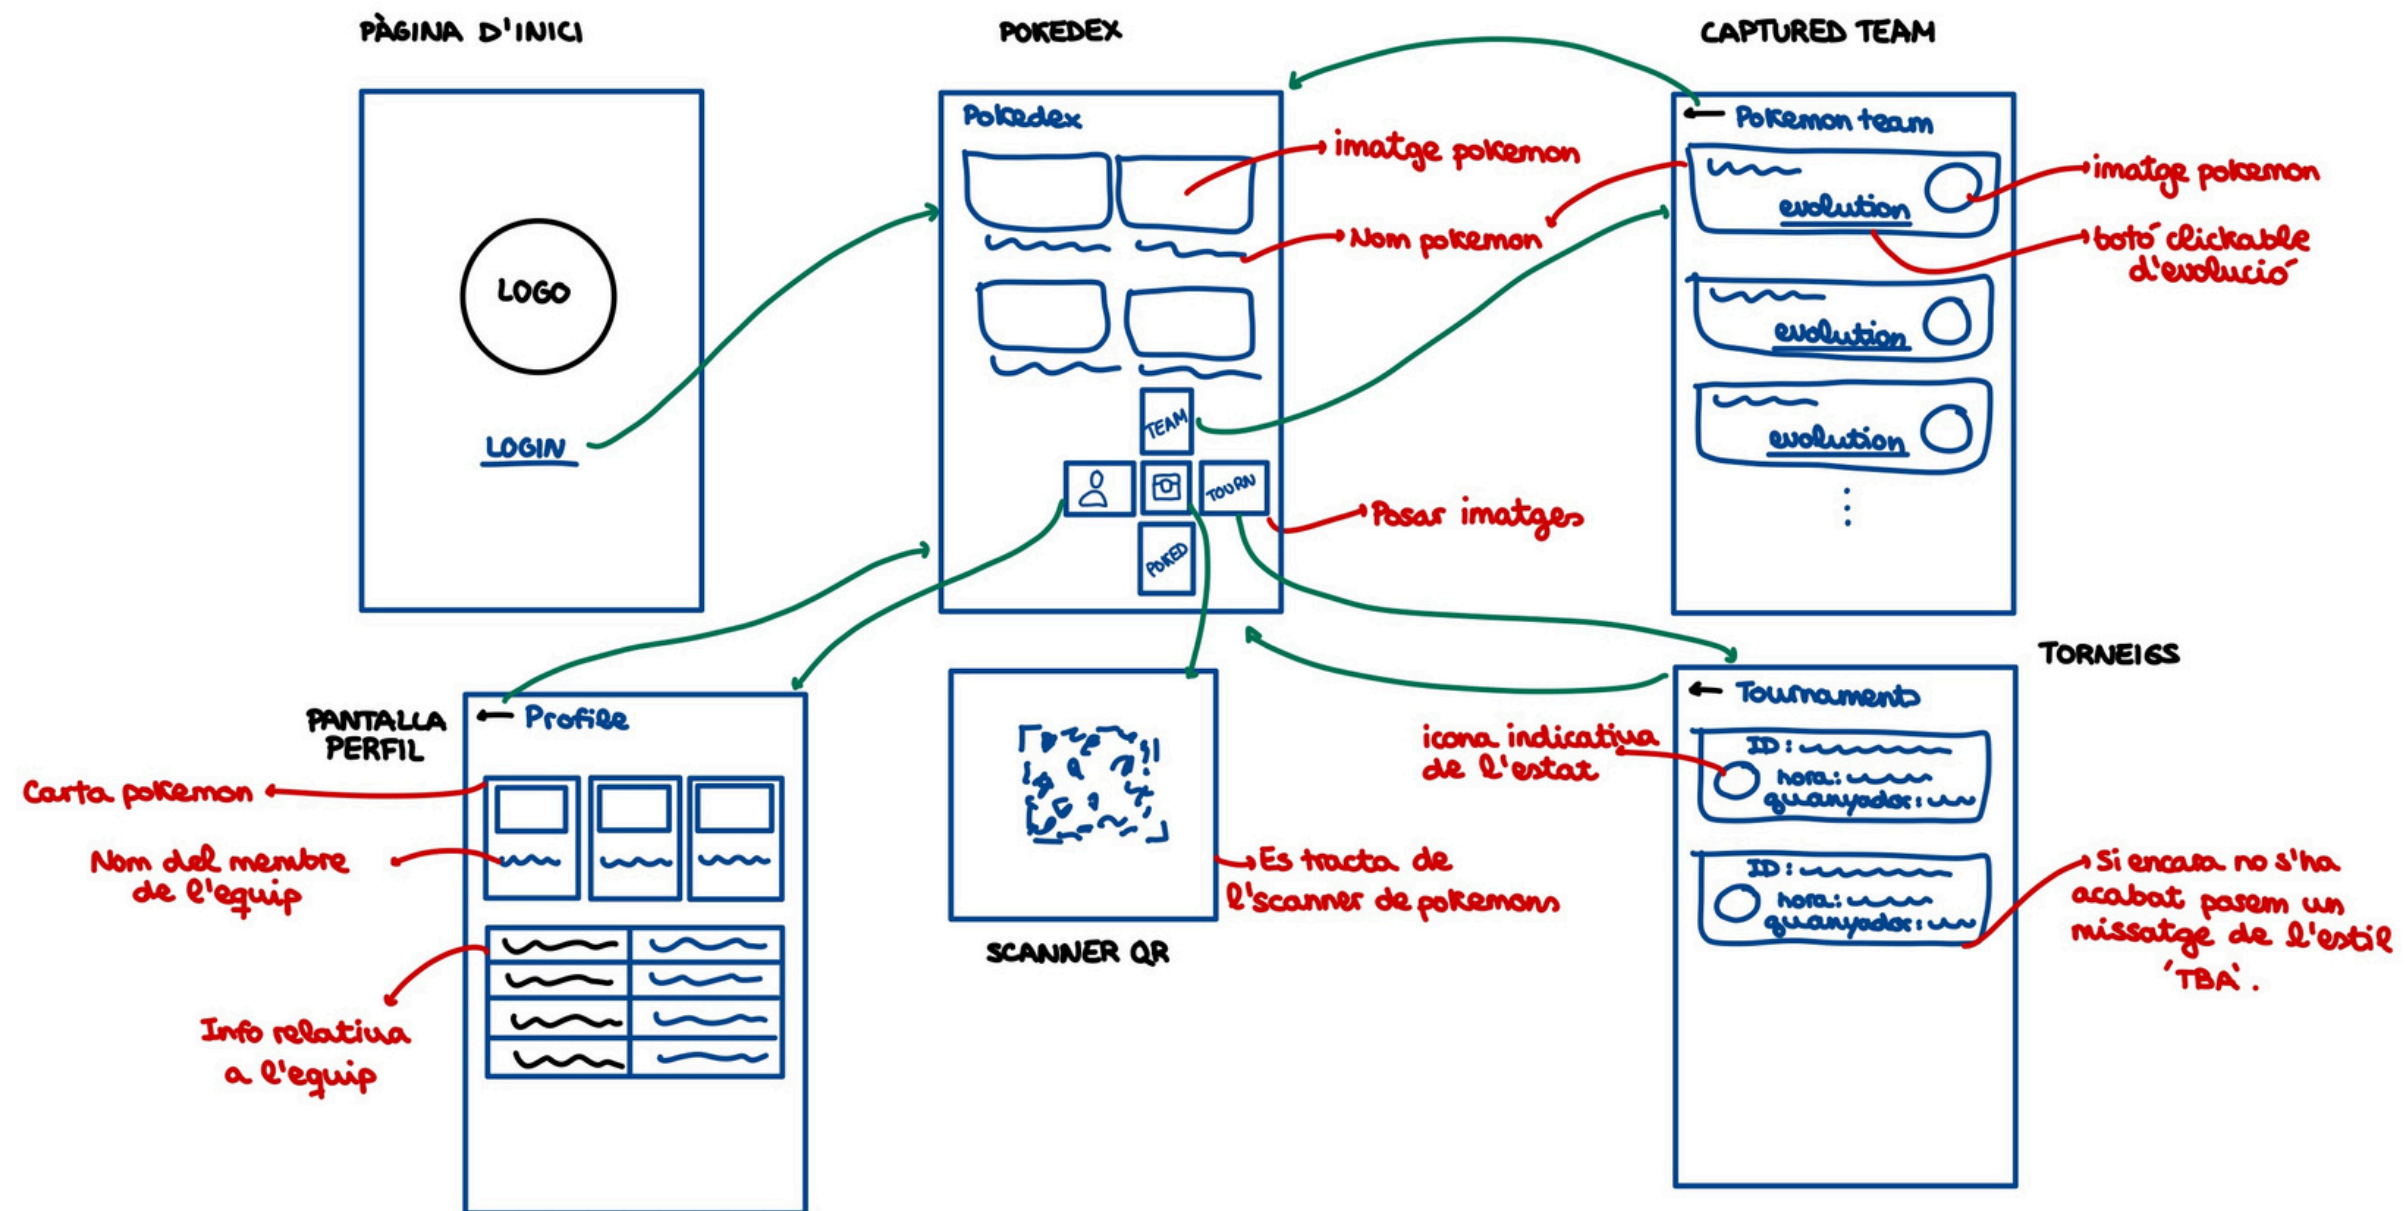 PÀGINA D'INICI
LOGO
LOGIN
POKEDEX
Pokedex
imatge pokemon
Nom pokemon
TEAM
TOURN
POKED
Posar imatges
CAPTURED TEAM
← Pokemon team
evolution
evolution
evolution
imatge pokemon
botó clickable
d'evolució
PANTALLA
PERFIL
← Profile
Carta pokemon
Nom del membre
de l'equip
Info relativa
a l'equip
Es tracta de
l'scanner de pokemons
SCANNER QR
TORNEIGS
← Tournaments
ID:
hora:
guanyador:
ID:
hora:
guanyador:
icona indicativa
de l'estat
Si encara no s'ha
acabat posem un
missatge de l'estil
'TBA'.